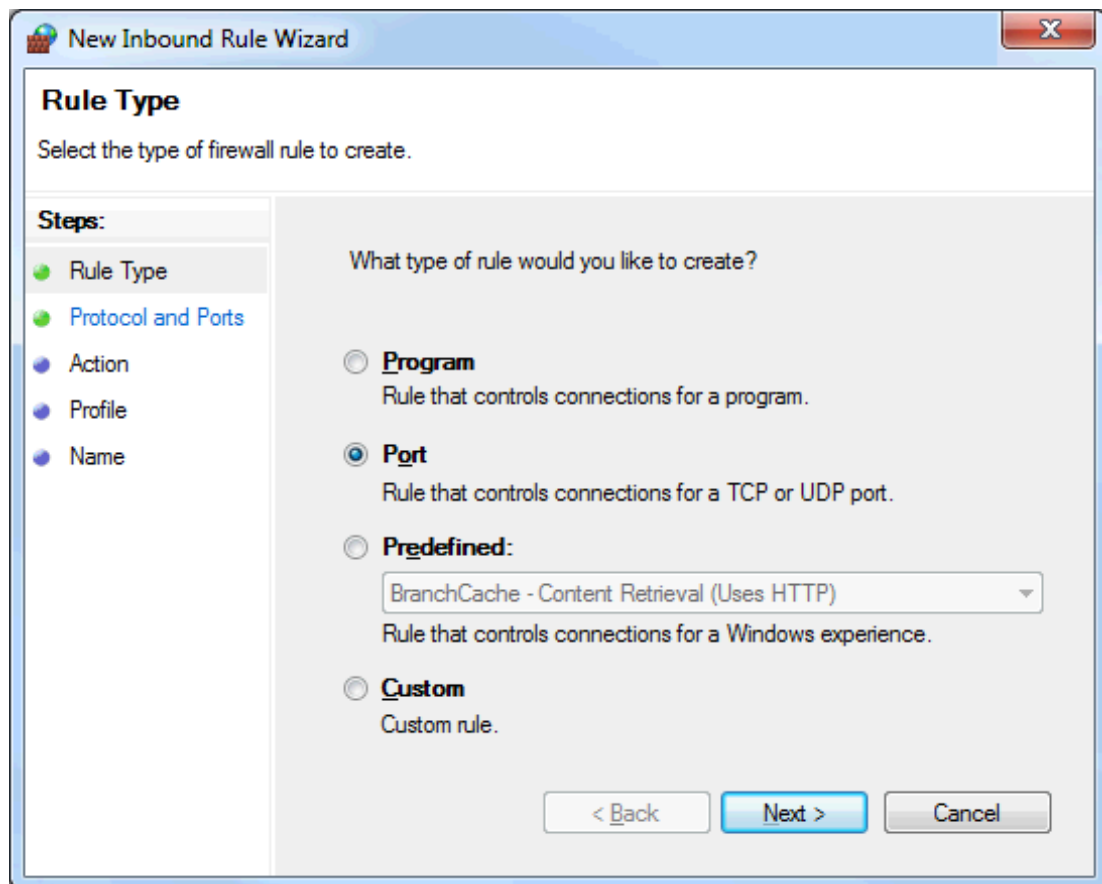 New Inbound Rule Wizard
Rule Type
Select the type of firewall rule to create.
Steps:
Rule Type
Protocol and Ports
Action
Profile
Name
What type of rule would you like to create?
Program
Rule that controls connections for a program.
Port
Rule that controls connections for a TCP or UDP port.
Predefined:
BranchCache - Content Retrieval (Uses HTTP)
Rule that controls connections for a Windows experience.
Custom
Custom rule.
< Back
Next >
Cancel